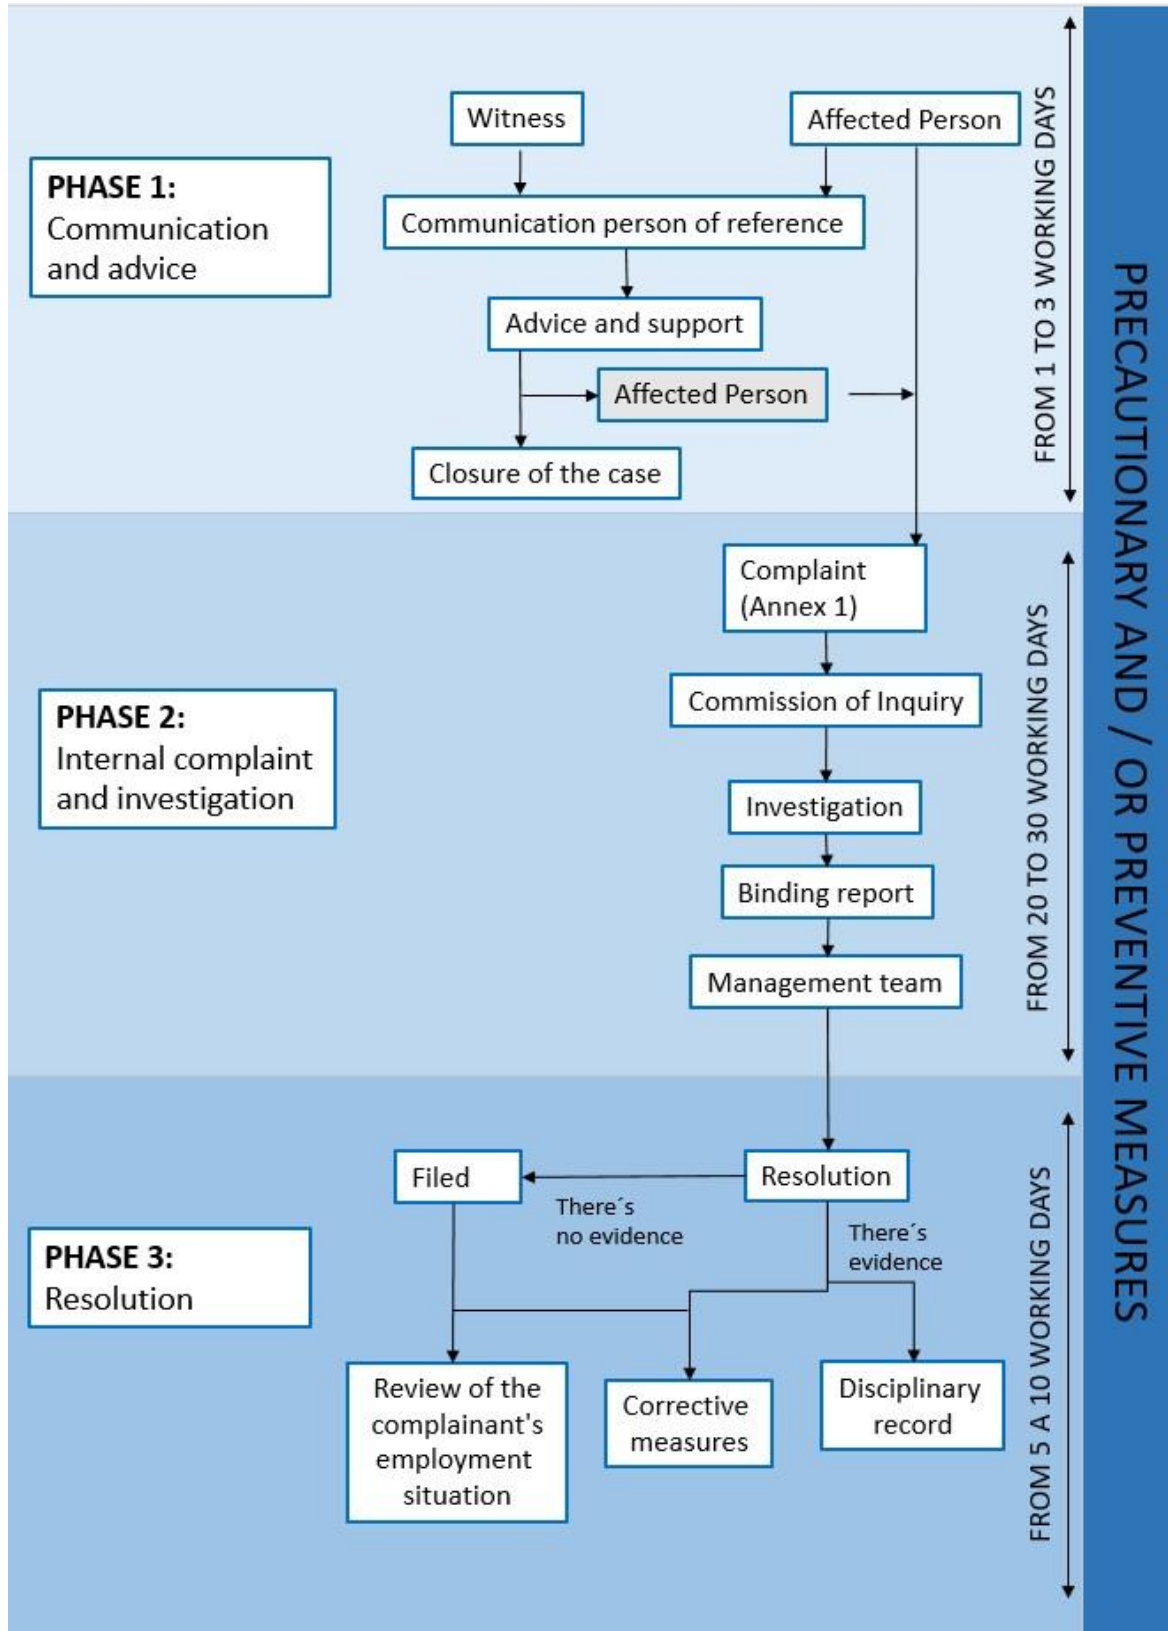 Witness
Affected Person
PHASE 1:
Communication
and advice
Communication person of reference
Advice and support
Affected Person
Closure of the case
FROM 1 TO 3 WORKING DAYS
Complaint
(Annex 1)
PHASE 2:
Internal complaint
and investigation
Commission of Inquiry
Investigation
Binding report
Management team
FROM 20 TO 30 WORKING DAYS
Filed
Resolution
There´s
no evidence
There´s
evidence
PHASE 3:
Resolution
Review of the
complainant's
employment
situation
Corrective
measures
Disciplinary
record
FROM 5 A 10 WORKING DAYS
PRECAUTIONARY AND / OR PREVENTIVE MEASURES